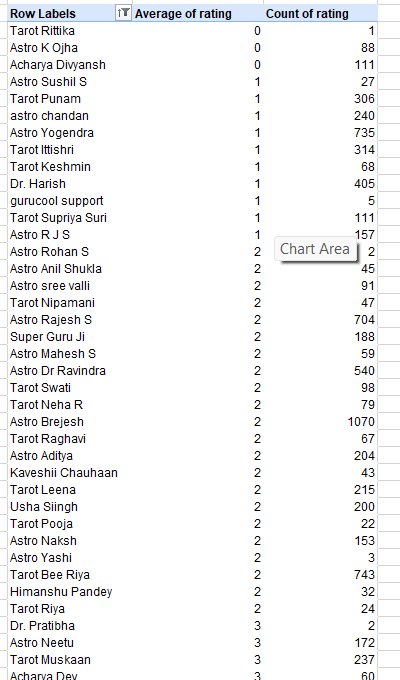 Row Labels Average of rating Count of rating
Tarot Rittika 0 1
Astro K Ojha 0 88
Acharya Divyansh 0 111
Astro Sushil S 1 27
Tarot Punam 1 306
astro chandan 1 240
Astro Yogendra 1 735
Tarot Ittishri 1 314
Tarot Keshmin 1 68
Dr. Harish 1 405
gurucool support 1 5
Tarot Supriya Suri 1 111
Astro R J S 1 157
Astro Rohan S 2 2
Chart Area
Astro Anil Shukla 2 45
Astro sree valli 2 91
Tarot Nipamani 2 47
Astro Rajesh S 2 704
Super Guru Ji 2 188
Astro Mahesh S 2 59
Astro Dr Ravindra 2 540
Tarot Swati 2 98
Tarot Neha R 2 79
Astro Brejesh 2 1070
Tarot Raghavi 2 67
Astro Aditya 2 204
Kaveshii Chauhaan 2 43
Tarot Leena 2 215
Usha Siingh 2 200
Tarot Pooja 2 22
Astro Naksh 2 153
Astro Yashi 2 3
Tarot Bee Riya 2 743
Himanshu Pandey 2 32
Tarot Riya 2 24
Dr. Pratibha 3 2
Astro Neetu 3 172
Tarot Muskaan 3 237
Acharya Dev 3 60